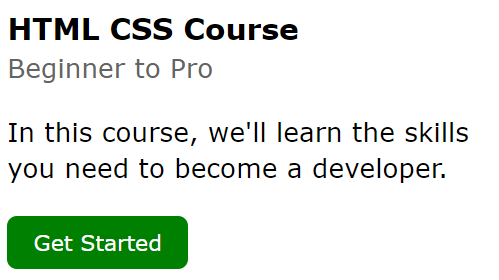 HTML CSS Course
Beginner to Pro
In this course, we'll learn the skills
you need to become a developer.
Get Started